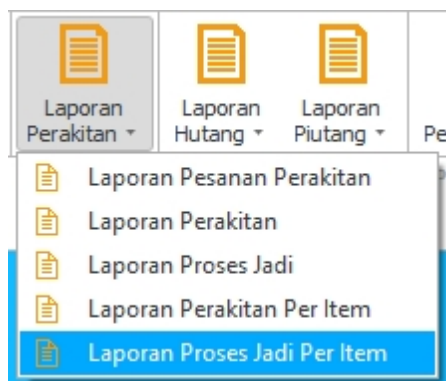 Laporan
Perakitan
Laporan
Hutang
Laporan
Piutang
Pe
Laporan Pesanan Perakitan
Laporan Perakitan
Laporan Proses Jadi
Laporan Perakitan Per Item
Laporan Proses Jadi Per Item